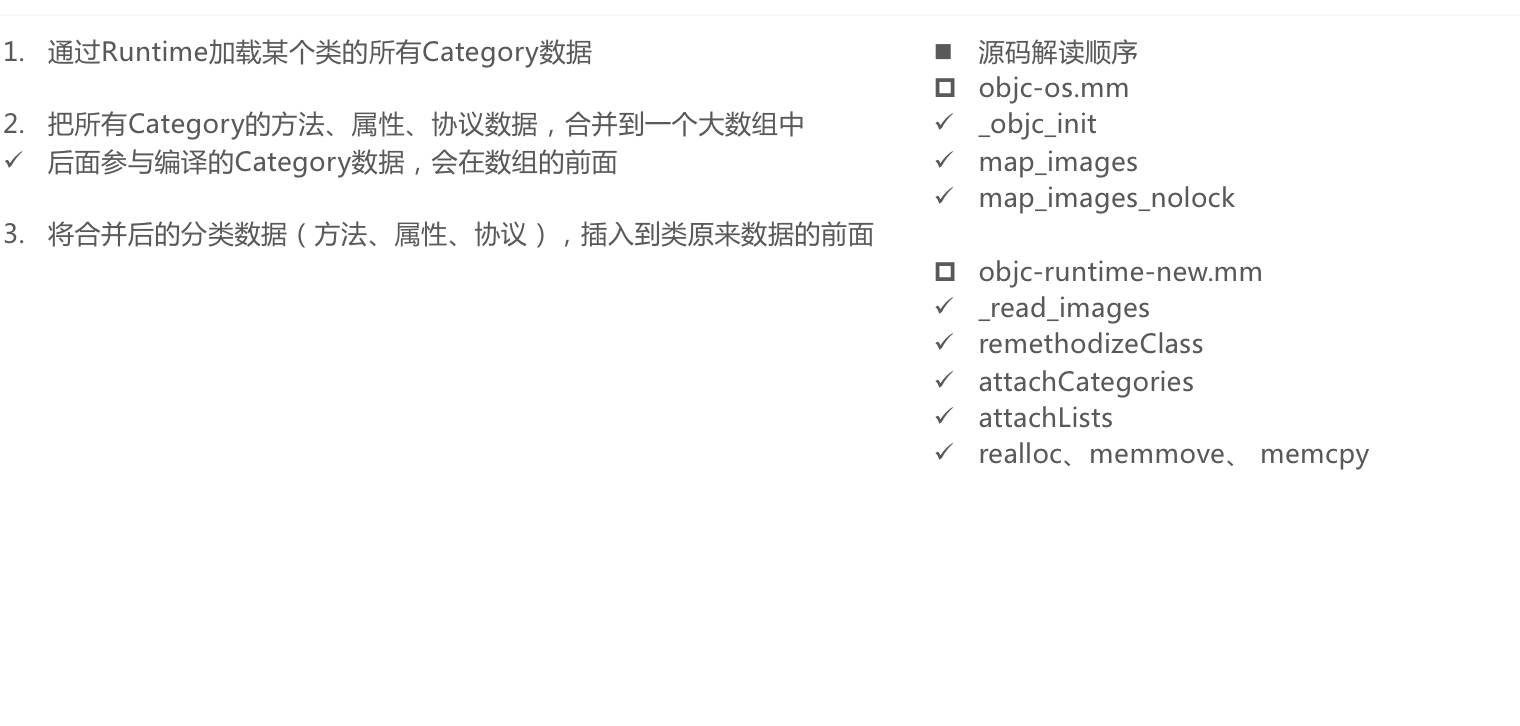 1. 通过Runtime加载某个类的所有Category数据
2. 把所有Category的方法、属性、协议数据，合并到一个大数组中
✓ 后面参与编译的Category数据，会在数组的前面
3. 将合并后的分类数据（方法、属性、协议），插入到类原来数据的前面
■ 源码解读顺序
□ objc-os.mm
✓ _objc_init
✓ map_images
✓ map_images_nolock
□ objc-runtime-new.mm
✓ _read_images
✓ remethodizeClass
✓ attachCategories
✓ attachLists
✓ realloc、memmove、 memcpy